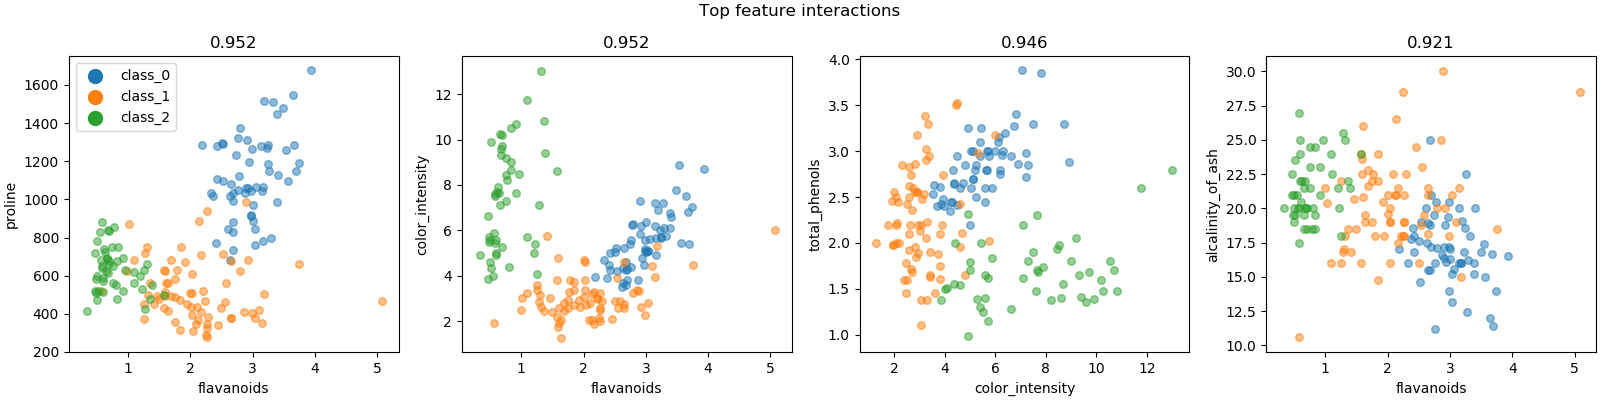 Top feature interactions
0.952
1600
1400
1200
1000
800
600
400
200
proline
class_0
class_1
class_2
1 2 3 4 5
flavanoids
0.952
12
10
8
6
4
2
color_intensity
1 2 3 4 5
flavanoids
0.946
4.0
3.5
3.0
2.5
2.0
1.5
1.0
total_phenols
2 4 6 8 10 12
color_intensity
0.921
30.0
27.5
25.0
22.5
20.0
17.5
15.0
12.5
10.0
alcalinity_of_ash
1 2 3 4 5
flavanoids